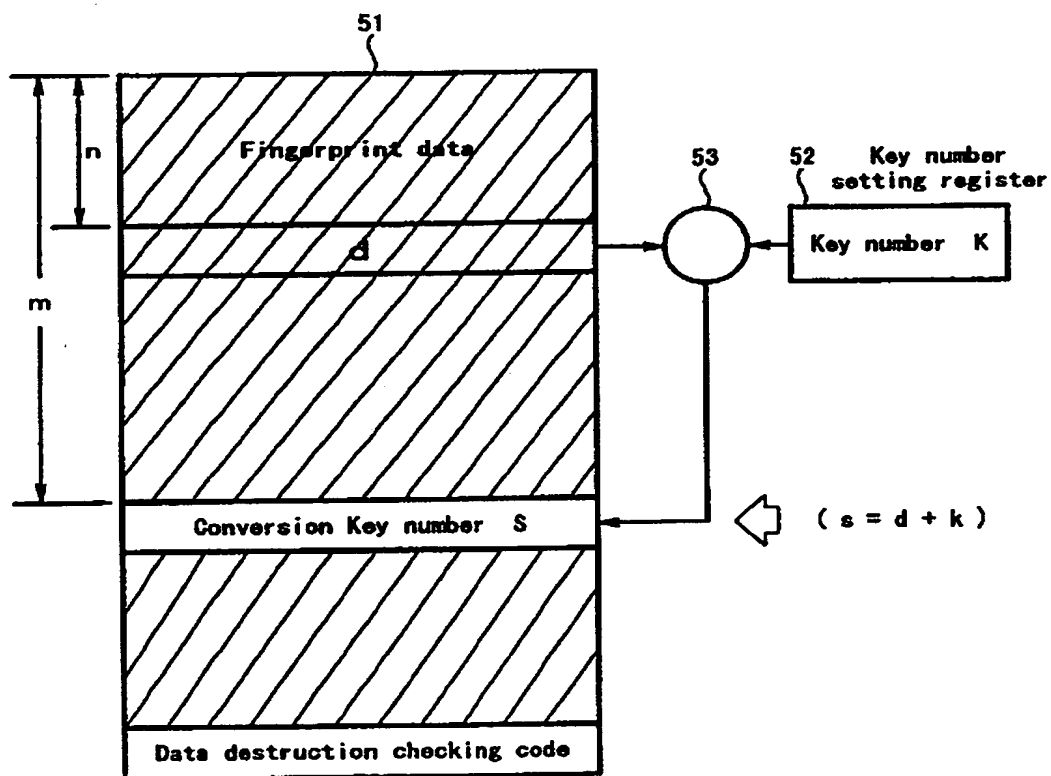 51
Fingerprint data
n
53
52
Key number
setting register
d
Key number K
m
Conversion Key number S
( s = d + k )
Data destruction checking code